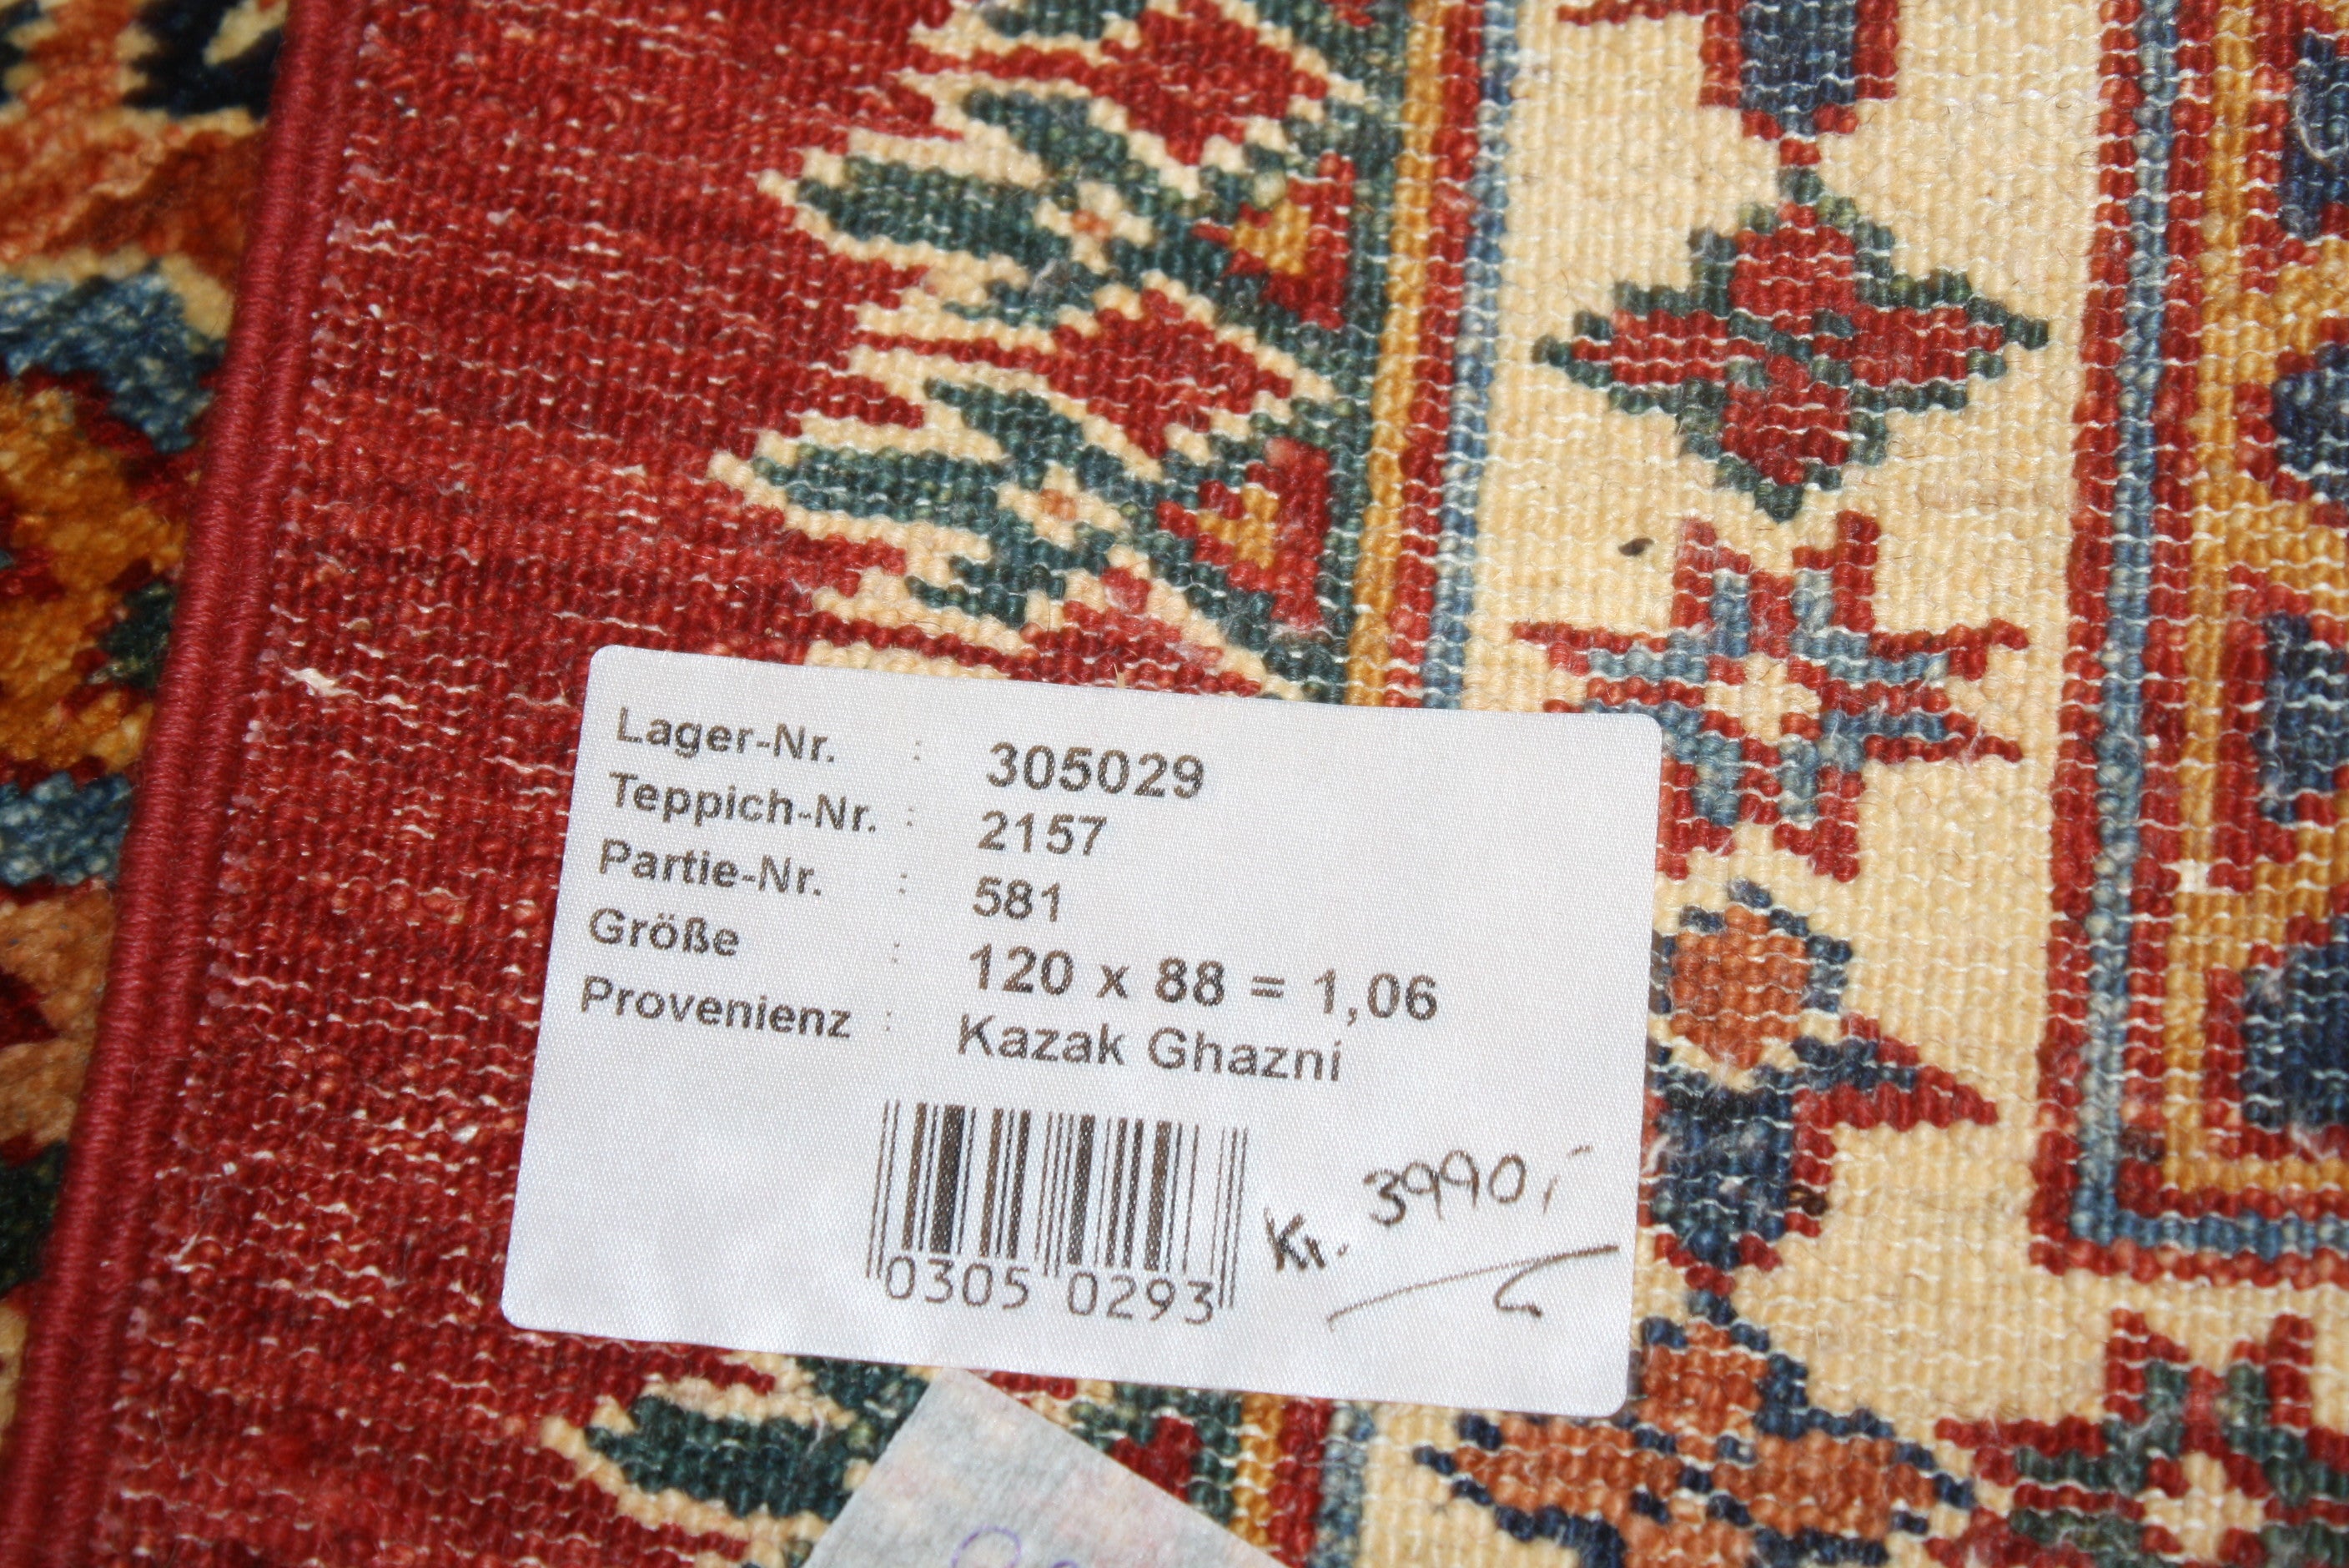 Lager-Nr. : 305029
Teppich-Nr. : 2157
Partie-Nr. : 581
Größe : 120 x 88 = 1,06
Provenienz : Kazak Ghazni
0305 0293
Kr. 3990,-